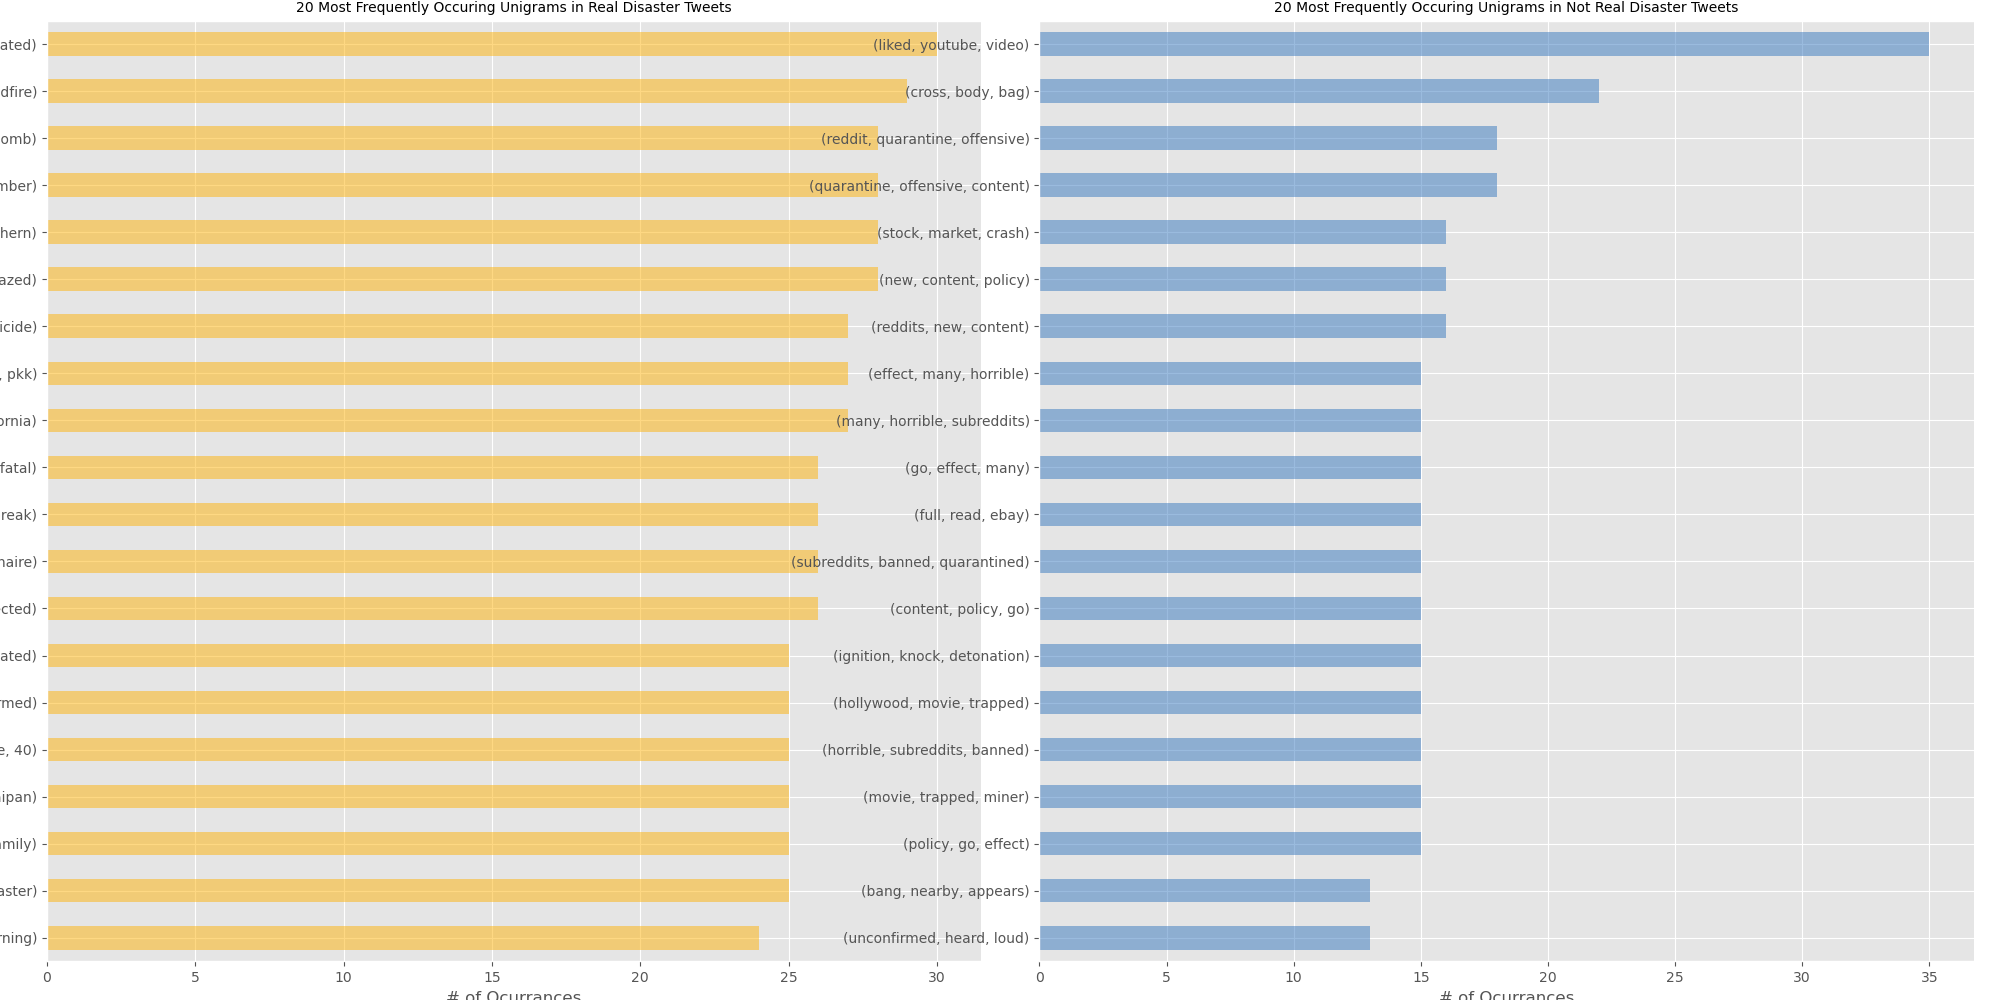 20 Most Frequently Occuring Unigrams in Real Disaster Tweets
ated)
dfire)
omb)
mber)
hern)
azed)
icide)
, pkk)
ornia)
fatal)
reak)
naire)
cted)
ated)
rmed)
e, 40)
ipan)
mily)
aster)
rning)
0 5 10 15 20 25 30
# of Ocurrances
20 Most Frequently Occuring Unigrams in Not Real Disaster Tweets
(liked, youtube, video)
(cross, body, bag)
(reddit, quarantine, offensive)
(quarantine, offensive, content)
(stock, market, crash)
(new, content, policy)
(reddits, new, content)
(effect, many, horrible)
(many, horrible, subreddits)
(go, effect, many)
(full, read, ebay)
(subreddits, banned, quarantined)
(content, policy, go)
(ignition, knock, detonation)
(hollywood, movie, trapped)
(horrible, subreddits, banned)
(movie, trapped, miner)
(policy, go, effect)
(bang, nearby, appears)
(unconfirmed, heard, loud)
0 5 10 15 20 25 30 35
# of Ocurrances